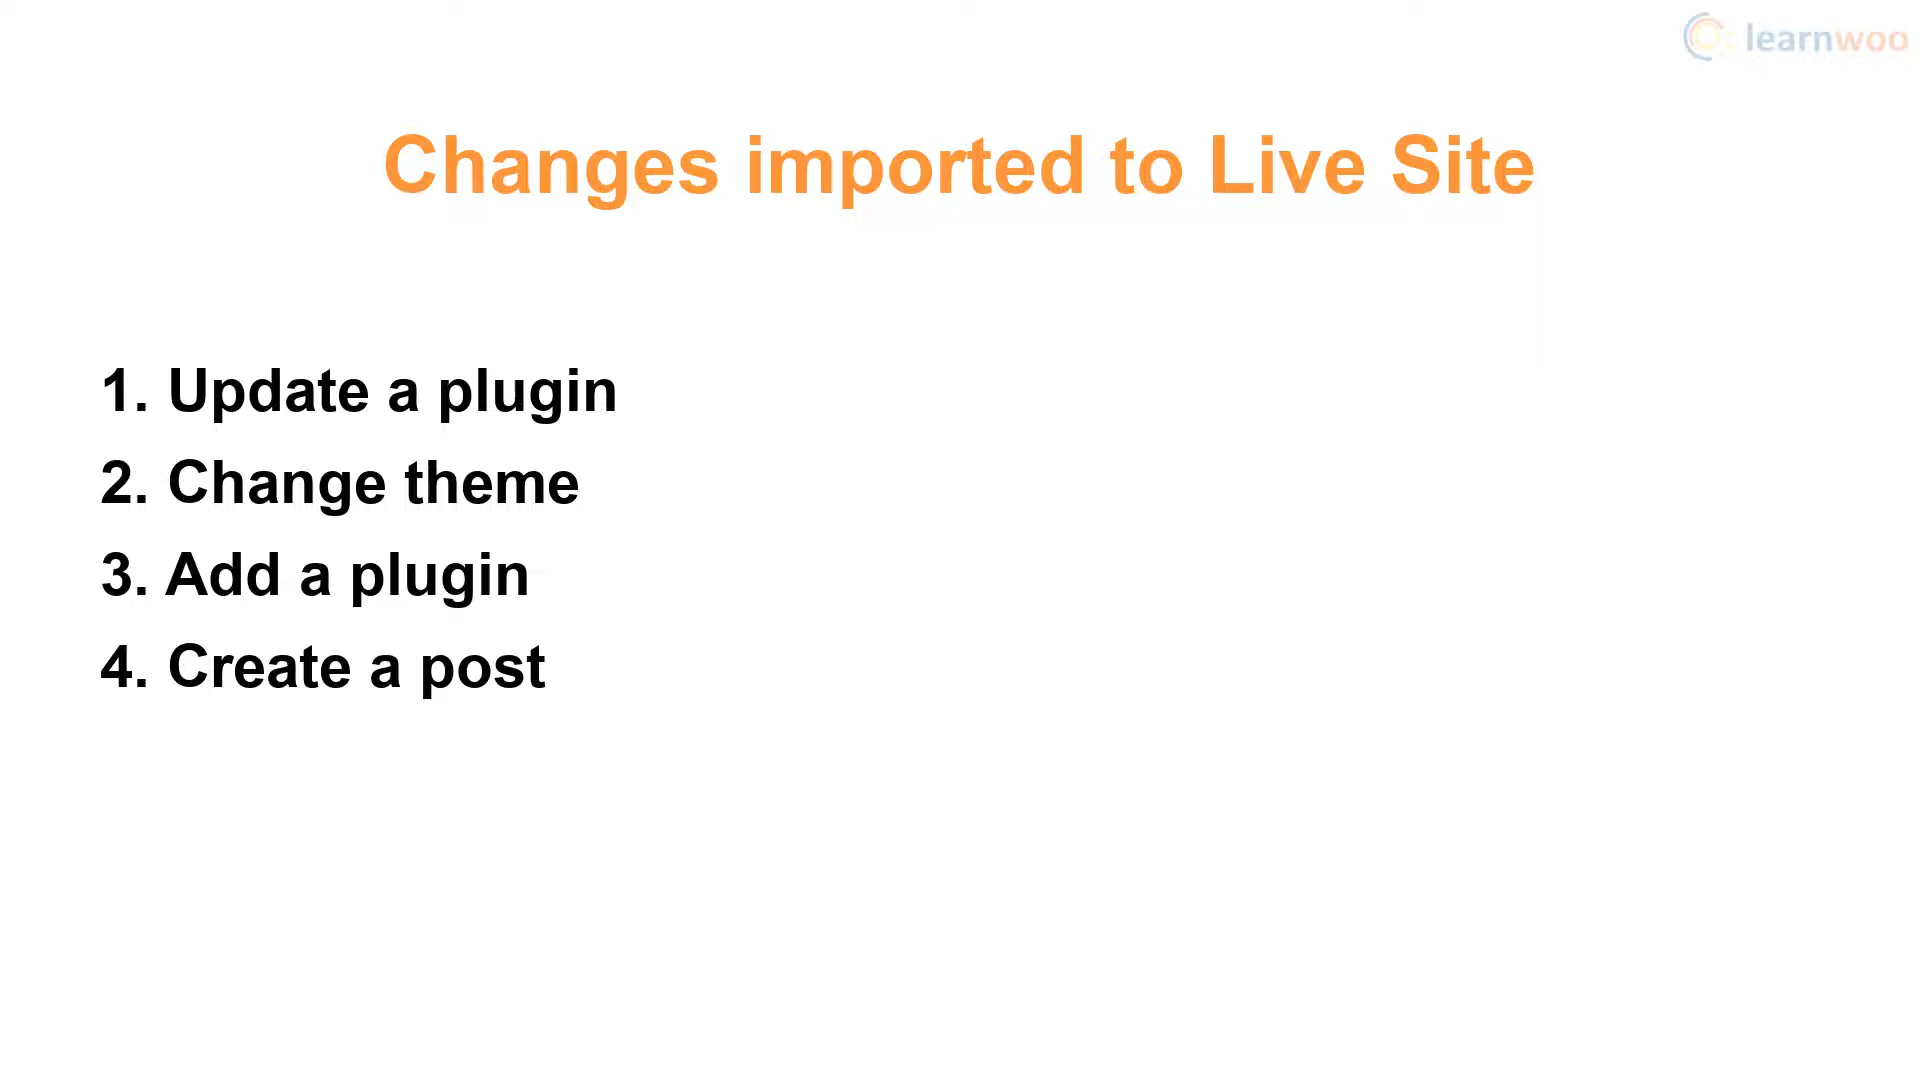 learnwoo
Changes imported to Live Site
1. Update a plugin
2. Change theme
3. Add a plugin
4. Create a post